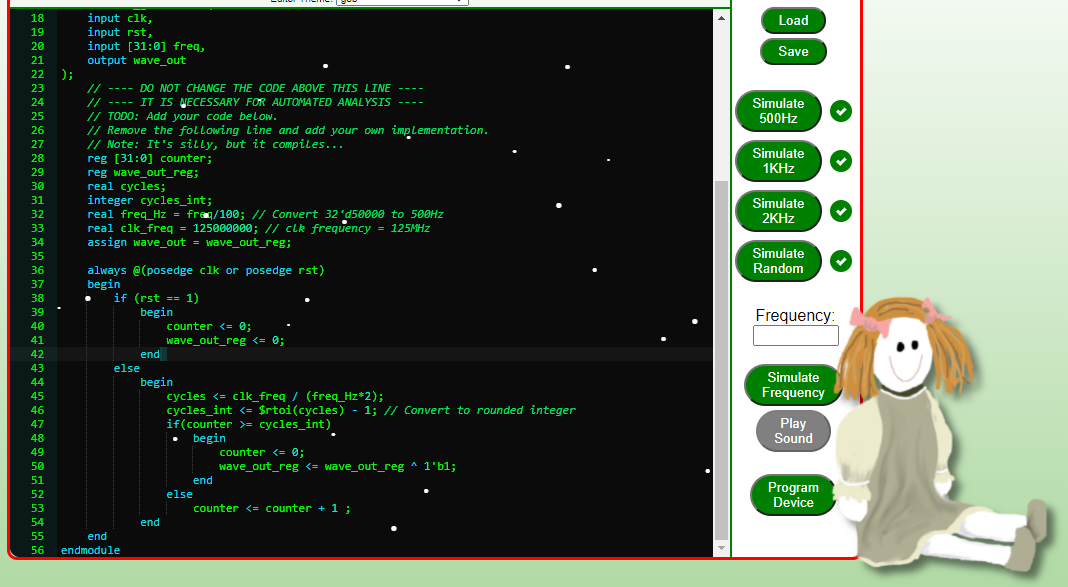 Editor Theme:
18 input clk,
19 input rst,
20 input [31:0] freq,
21 output wave_out
22 );
23 // ---- DO NOT CHANGE THE CODE ABOVE THIS LINE ----
24 // ---- IT IS NECESSARY FOR AUTOMATED ANALYSIS ----
25 // TODO: Add your code below.
26 // Remove the following line and add your own implementation.
27 // Note: It's silly, but it compiles...
28 reg [31:0] counter;
29 reg wave_out_reg;
30 real cycles;
31 integer cycles_int;
32 real freq_Hz = freq/100; // Convert 32'd50000 to 500Hz
33 real clk_freq = 125000000; // clk frequency = 125MHz
34 assign wave_out = wave_out_reg;
35
36 always @(posedge clk or posedge rst)
37 begin
38 if (rst == 1)
39 begin
40 counter <= 0;
41 wave_out_reg <= 0;
42 end
43 else
44 begin
45 cycles <= clk_freq / (freq_Hz*2);
46 cycles_int <= $rtoi(cycles) - 1; // Convert to rounded integer
47 if(counter >= cycles_int)
48 begin
49 counter <= 0;
50 wave_out_reg <= wave_out_reg ^ 1'b1;
51 end
52 else
53 counter <= counter + 1 ;
54 end
55 end
56 endmodule
Load
Save
Simulate
500Hz
Simulate
1KHz
Simulate
2KHz
Simulate
Random
Frequency:
Simulate
Frequency
Play
Sound
Program
Device